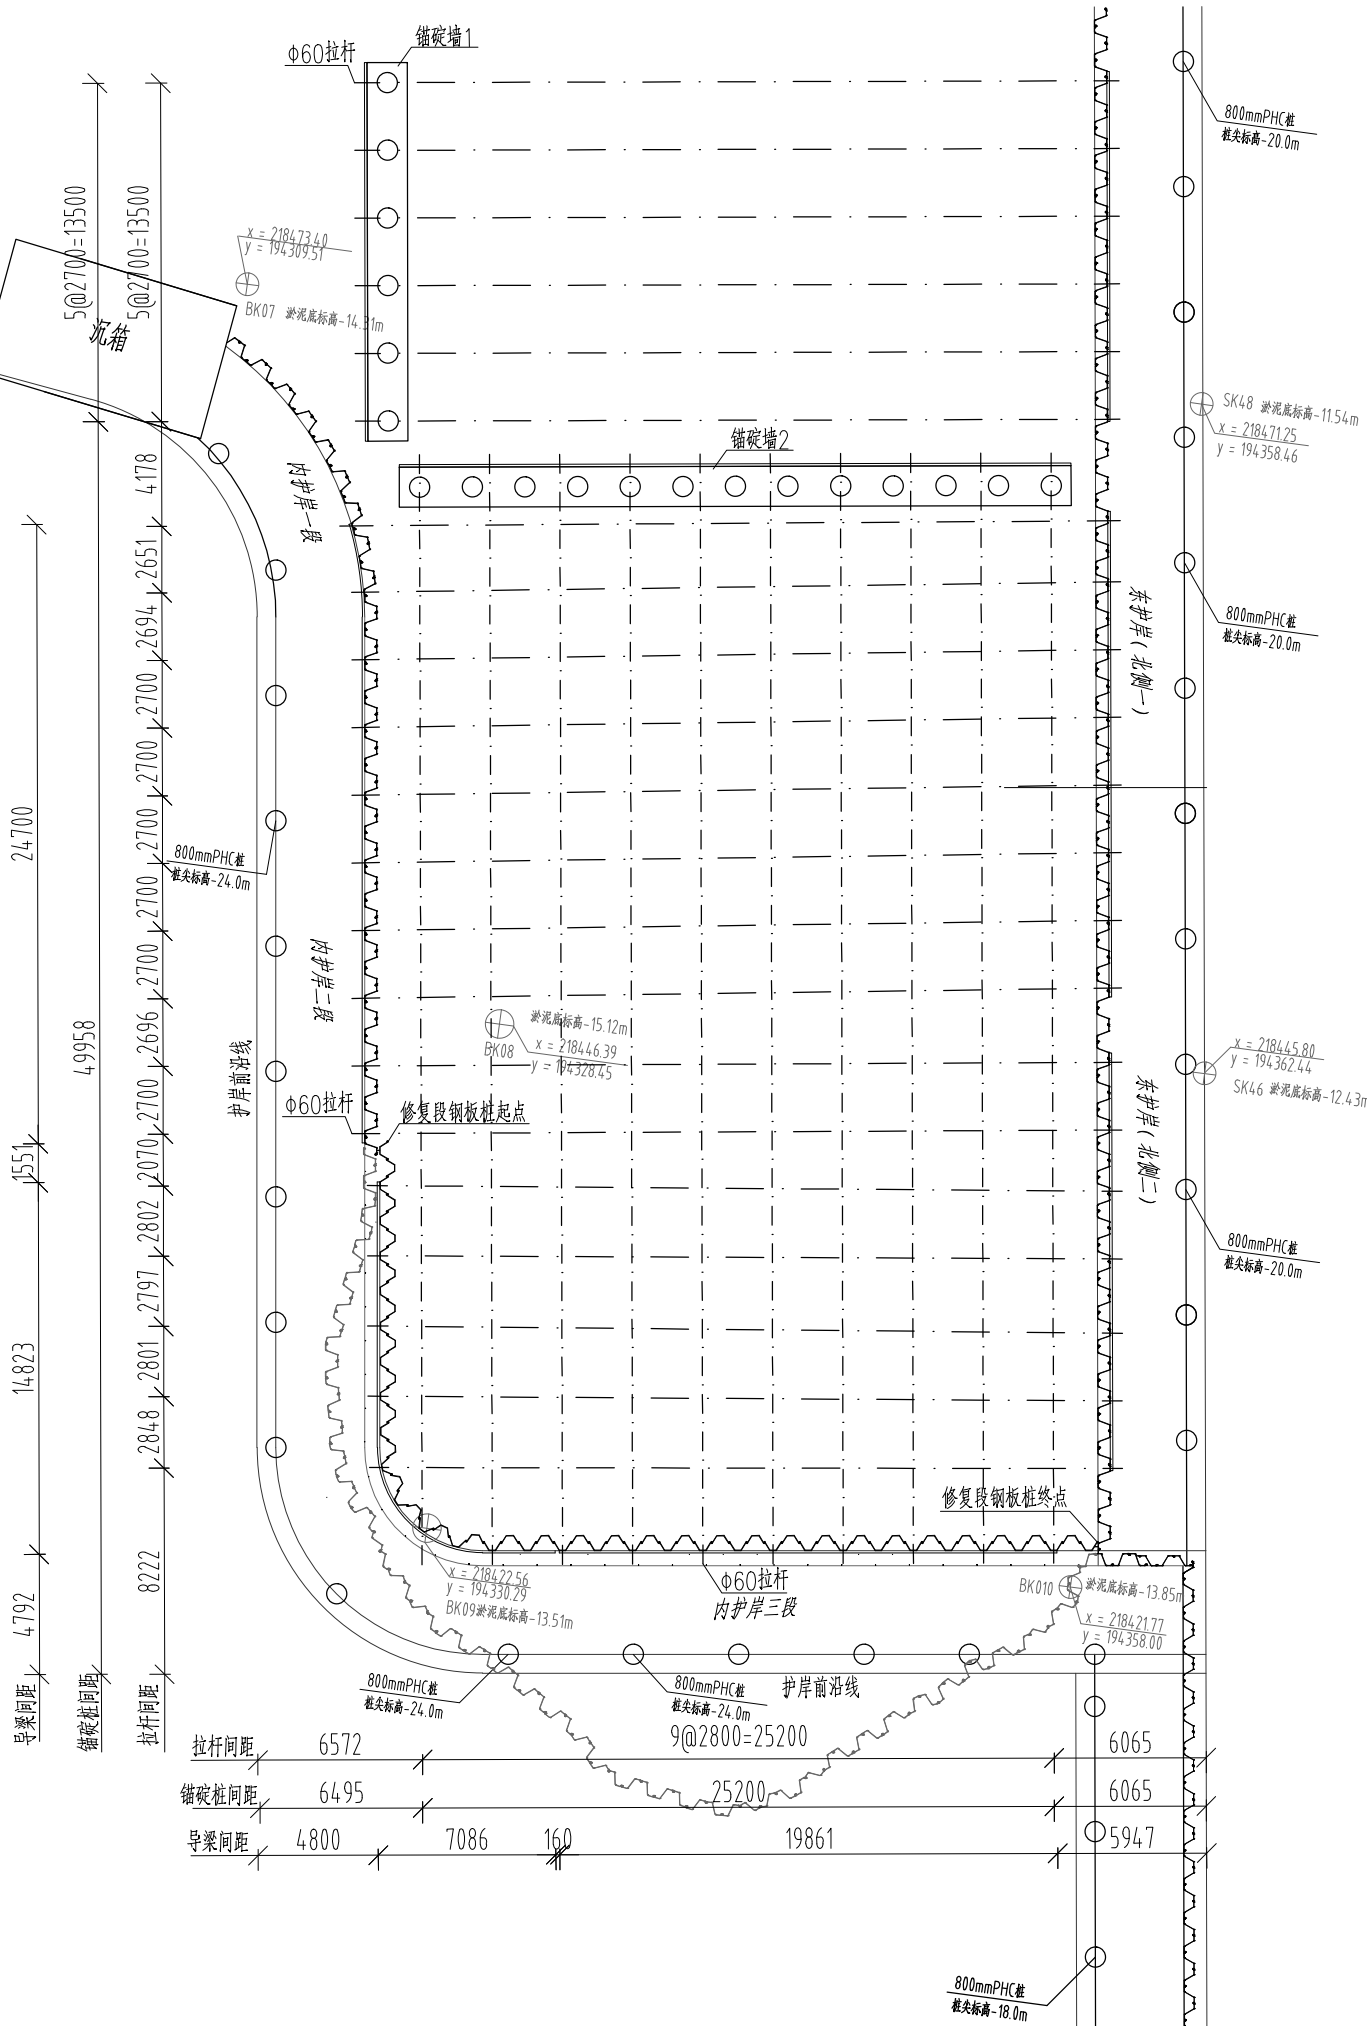 锚碇墙1
Φ60拉杆
800mmPHC桩
桩尖标高-20.0m
5@2700=13500
5@2700=13500
x = 218473.40
y = 194309.51
BK07 淤泥底标高-14.31m
沉箱
SK48 淤泥底标高-11.54m
x = 218471.25
y = 194358.46
锚碇墙2
内护岸一段
4178
2651
2694
2700
2700
2700
2700
2700
2696
2700
2070
2802
2797
2801
2848
8222
24700
1551
14823
4792
49958
800mmPHC桩
桩尖标高-20.0m
东护岸(北侧一)
800mmPHC桩
桩尖标高-24.0m
内护岸二段
淤泥底标高-15.12m
BK08
x = 218446.39
y = 194328.45
x = 218445.80
y = 194362.44
SK46 淤泥底标高-12.43m
护岸前沿线
Φ60拉杆
修复段钢板桩起点
东护岸(北侧二)
800mmPHC桩
桩尖标高-20.0m
修复段钢板桩终点
x = 218422.56
y = 194330.29
BK09淤泥底标高-13.51m
Φ60拉杆
内护岸三段
BK010 淤泥底标高-13.85m
x = 218421.77
y = 194358.00
800mmPHC桩
桩尖标高-24.0m
800mmPHC桩
桩尖标高-24.0m
护岸前沿线
导梁间距
锚碇桩间距
拉杆间距
拉杆间距 6572 9@2800=25200 6065
锚碇桩间距 6495 25200 6065
导梁间距 4800 7086 160 19861 5947
800mmPHC桩
桩尖标高-18.0m